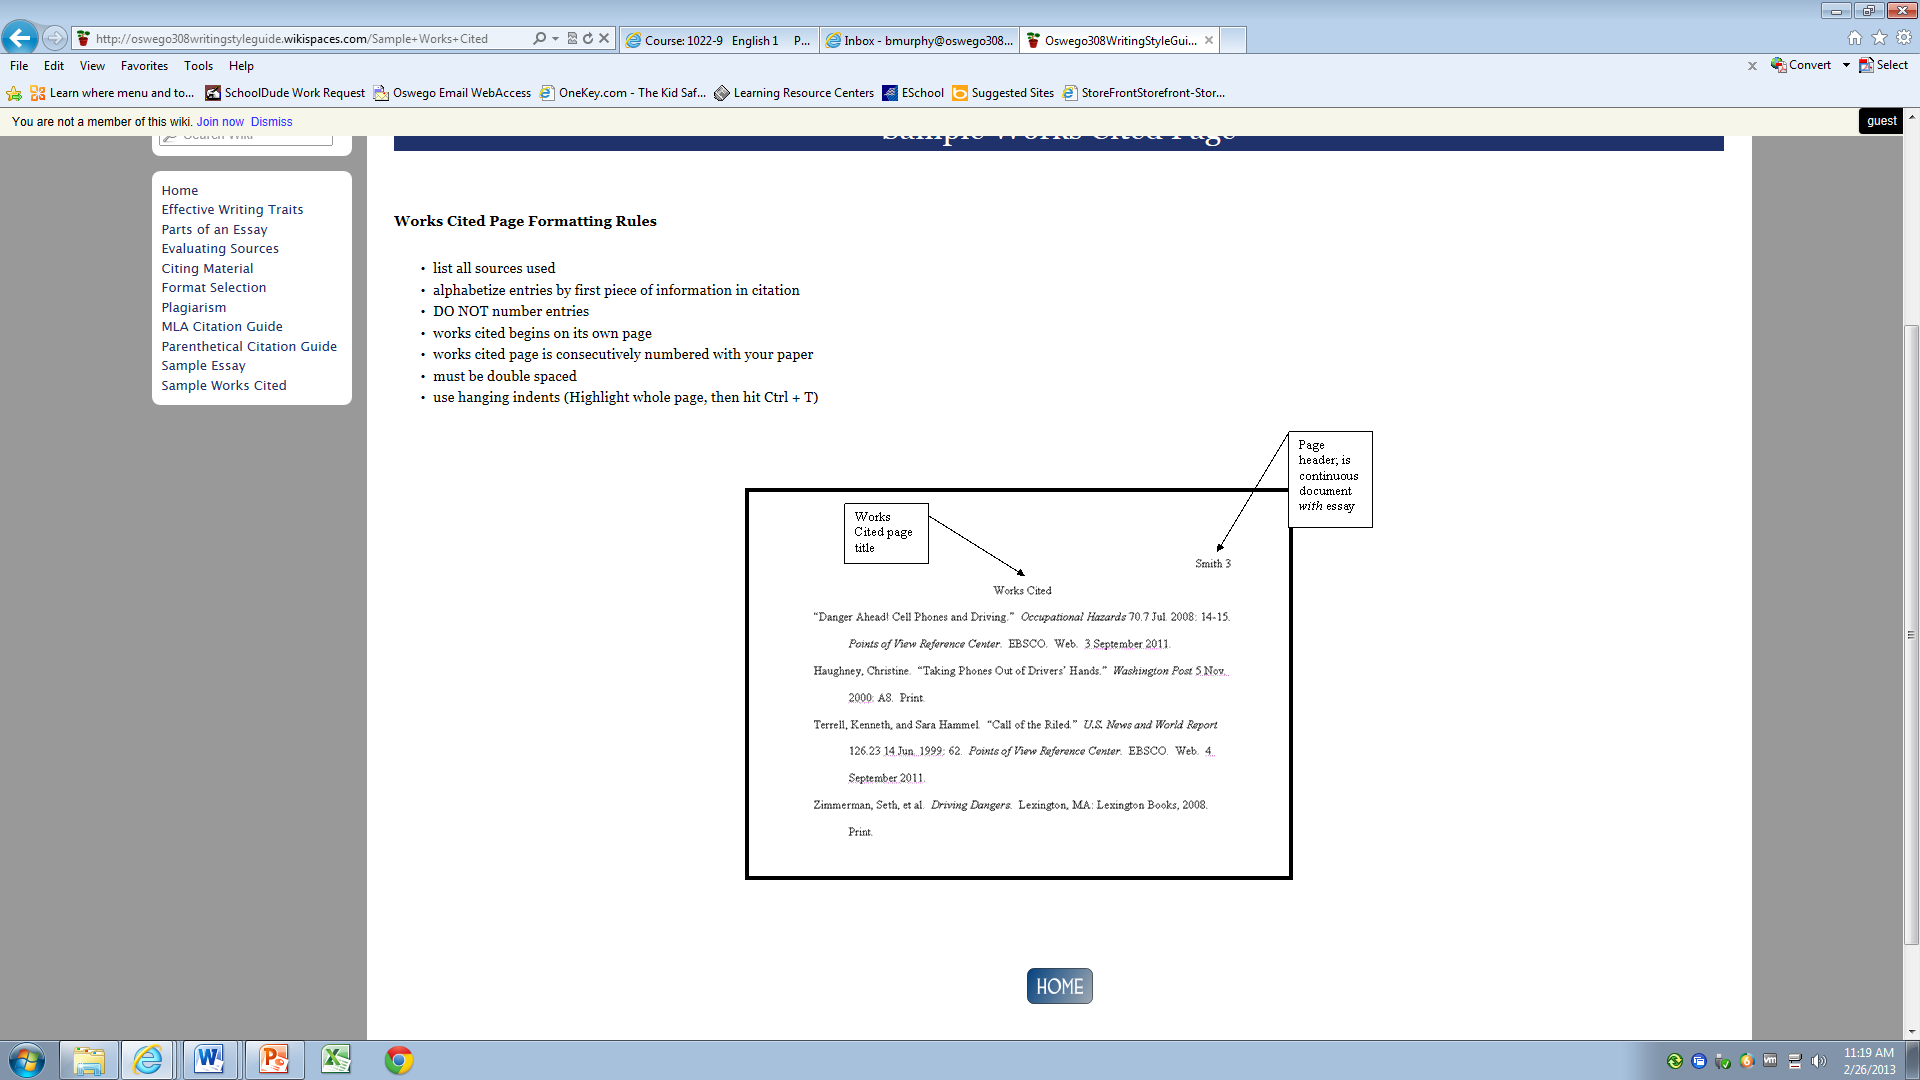 http://oswego308writingstyleguide.wikispaces.com/Sample+Works+Cited
Course: 1022-9 English 1 P...
Inbox - bmurphy@oswego308...
Oswego308WritingStyleGui...
File Edit View Favorites Tools Help
Convert
Select
Learn where menu and to...
SchoolDude Work Request
Oswego Email WebAccess
OneKey.com - The Kid Saf...
Learning Resource Centers
ESchool
Suggested Sites
StoreFrontStorefront-Stor...
You are not a member of this wiki. Join now Dismiss
guest
Search Wiki
Sample Works Cited Page
Home
Effective Writing Traits
Parts of an Essay
Evaluating Sources
Citing Material
Format Selection
Plagiarism
MLA Citation Guide
Parenthetical Citation Guide
Sample Essay
Sample Works Cited
Works Cited Page Formatting Rules
• list all sources used
• alphabetize entries by first piece of information in citation
• DO NOT number entries
• works cited begins on its own page
• works cited page is consecutively numbered with your paper
• must be double spaced
• use hanging indents (Highlight whole page, then hit Ctrl + T)
Page
header; is
continuous
document
with essay
Works
Cited page
title
Smith 3
Works Cited
“Danger Ahead! Cell Phones and Driving.” Occupational Hazards 70.7 Jul. 2008: 14-15.
Points of View Reference Center. EBSCO. Web. 3 September 2011.
Haughney, Christine. “Taking Phones Out of Drivers’ Hands.” Washington Post 5 Nov.
2000: A8. Print.
Terrell, Kenneth, and Sara Hammel. “Call of the Riled.” U.S. News and World Report
126.23 14 Jun. 1999: 62. Points of View Reference Center. EBSCO. Web. 4
September 2011.
Zimmerman, Seth, et al. Driving Dangers. Lexington, MA: Lexington Books, 2008.
Print.
HOME
11:19 AM
2/26/2013